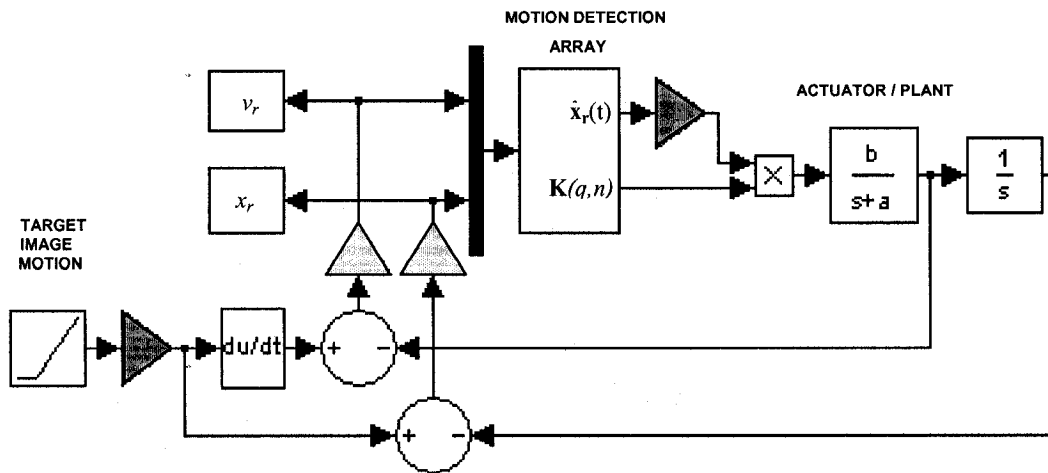 MOTION DETECTION
ARRAY
ACTUATOR / PLANT
v_r
x̂_r(t)
K(q,n)
x_r
×
b
s+a
1
s
TARGET
IMAGE
MOTION
du/dt
+ −
+ −